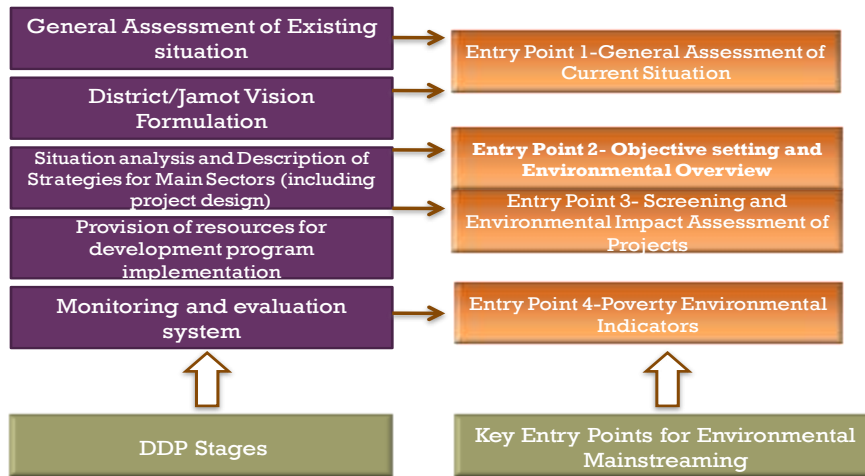 General Assessment of Existing
situation
District/Jamot Vision
Formulation
Situation analysis and Description of
Strategies for Main Sectors (including
project design)
Provision of resources for
development program
implementation
Monitoring and evaluation
system
DDP Stages
Entry Point 1-General Assessment of
Current Situation
Entry Point 2- Objective setting and
Environmental Overview
Entry Point 3- Screening and
Environmental Impact Assessment of
Projects
Entry Point 4-Poverty Environmental
Indicators
Key Entry Points for Environmental
Mainstreaming